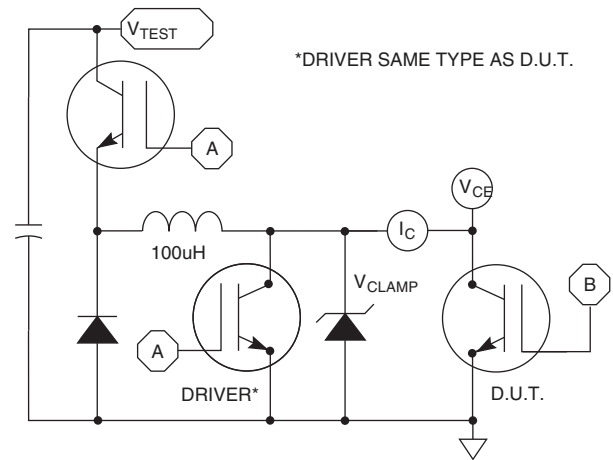 VTEST
*DRIVER SAME TYPE AS D.U.T.
A
VCE
IC
100uH
VCLAMP
B
A
DRIVER*
D.U.T.